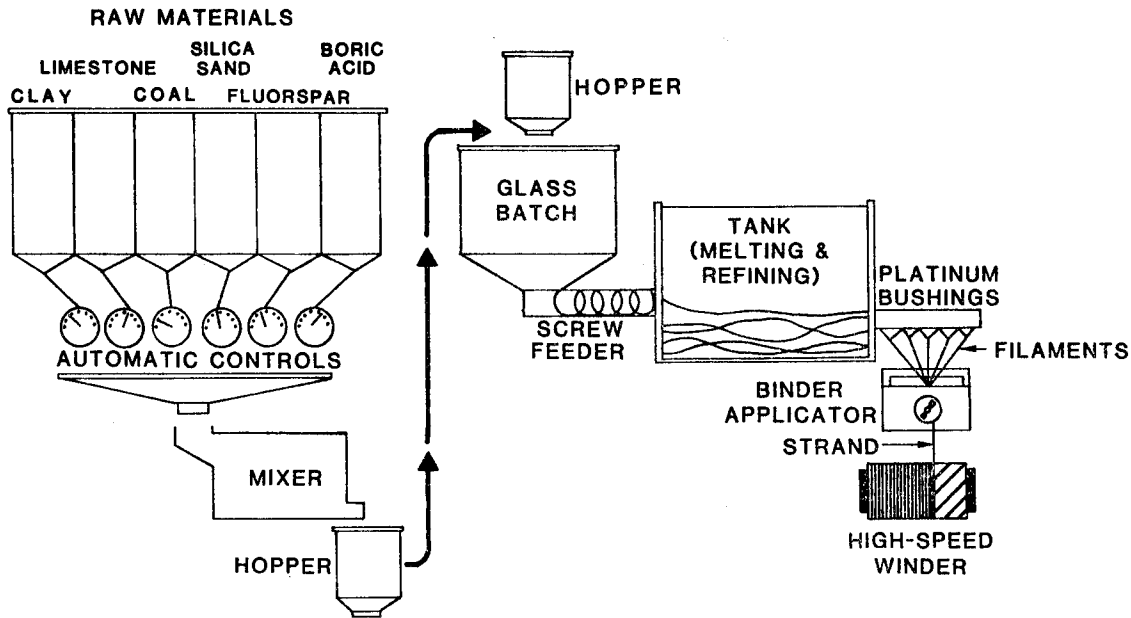 RAW MATERIALS
SILICA
SAND
BORIC
ACID
LIMESTONE
CLAY
COAL
FLUORSPAR
AUTOMATIC CONTROLS
MIXER
HOPPER
HOPPER
GLASS
BATCH
SCREW
FEEDER
TANK
(MELTING &
REFINING)
PLATINUM
BUSHINGS
FILAMENTS
BINDER
APPLICATOR
STRAND
HIGH-SPEED
WINDER